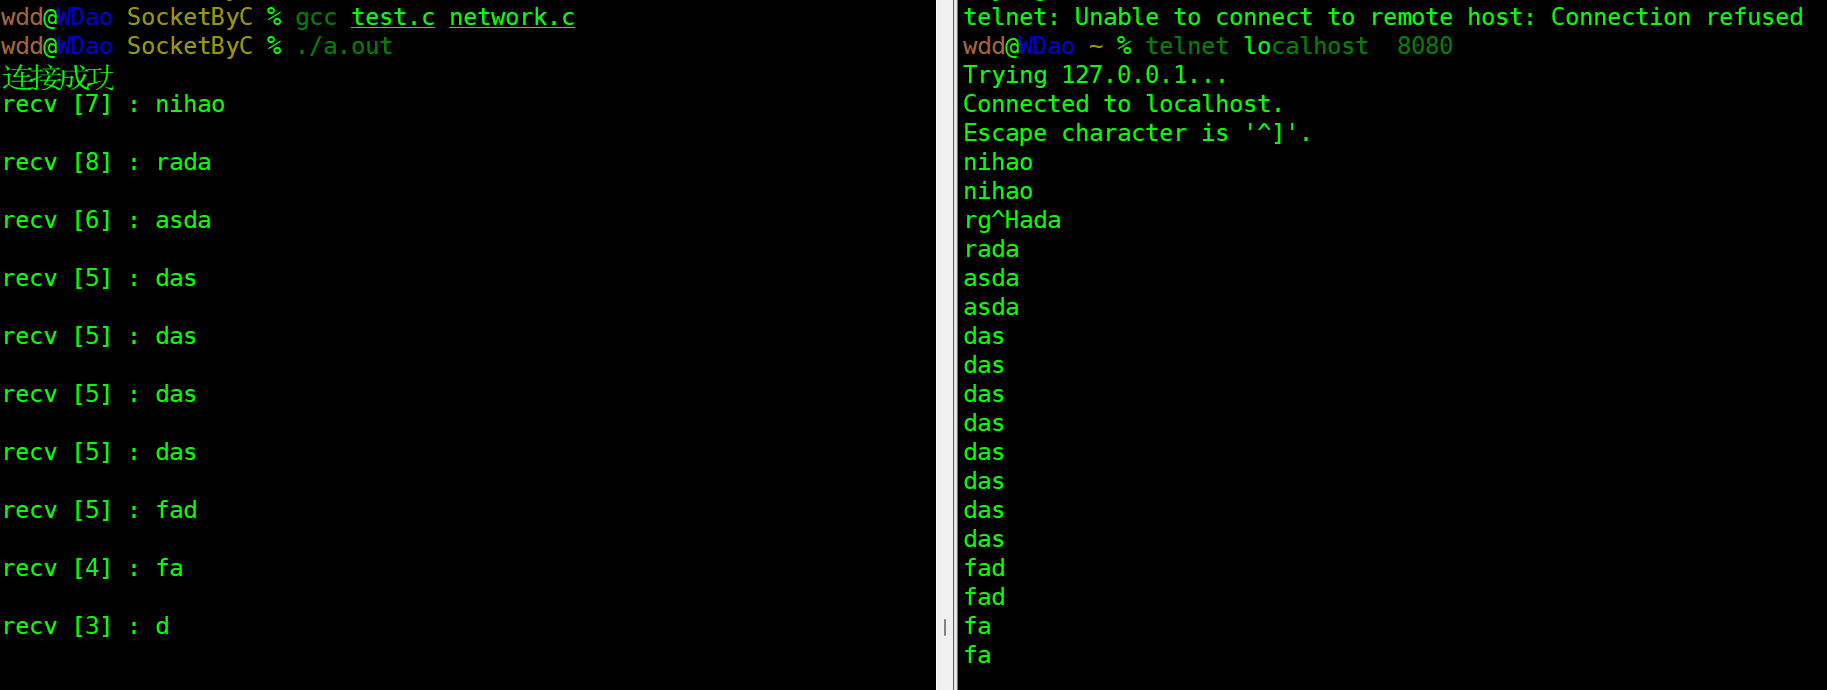 wdd@WDao SocketByC % gcc test.c network.c
wdd@WDao SocketByC % ./a.out
连接成功
recv [7] : nihao
recv [8] : rada
recv [6] : asda
recv [5] : das
recv [5] : das
recv [5] : das
recv [5] : das
recv [5] : fad
recv [4] : fa
recv [3] : d
telnet: Unable to connect to remote host: Connection refused
wdd@WDao ~ % telnet localhost  8080
Trying 127.0.0.1...
Connected to localhost.
Escape character is '^]'.
nihao
nihao
rg^Hada
rada
asda
asda
das
das
das
das
das
das
das
das
fad
fad
fa
fa